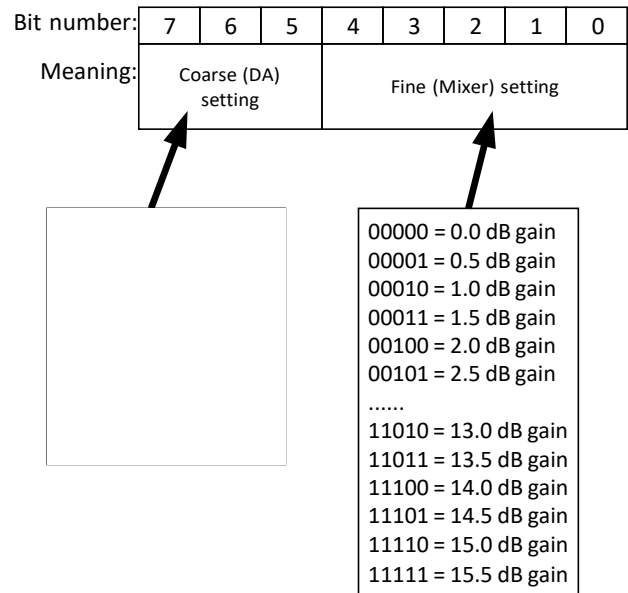 Bit number: 7 6 5 4 3 2 1 0
Meaning: Coarse (DA) setting Fine (Mixer) setting
00000 = 0.0 dB gain
00001 = 0.5 dB gain
00010 = 1.0 dB gain
00011 = 1.5 dB gain
00100 = 2.0 dB gain
00101 = 2.5 dB gain
......
11010 = 13.0 dB gain
11011 = 13.5 dB gain
11100 = 14.0 dB gain
11101 = 14.5 dB gain
11110 = 15.0 dB gain
11111 = 15.5 dB gain